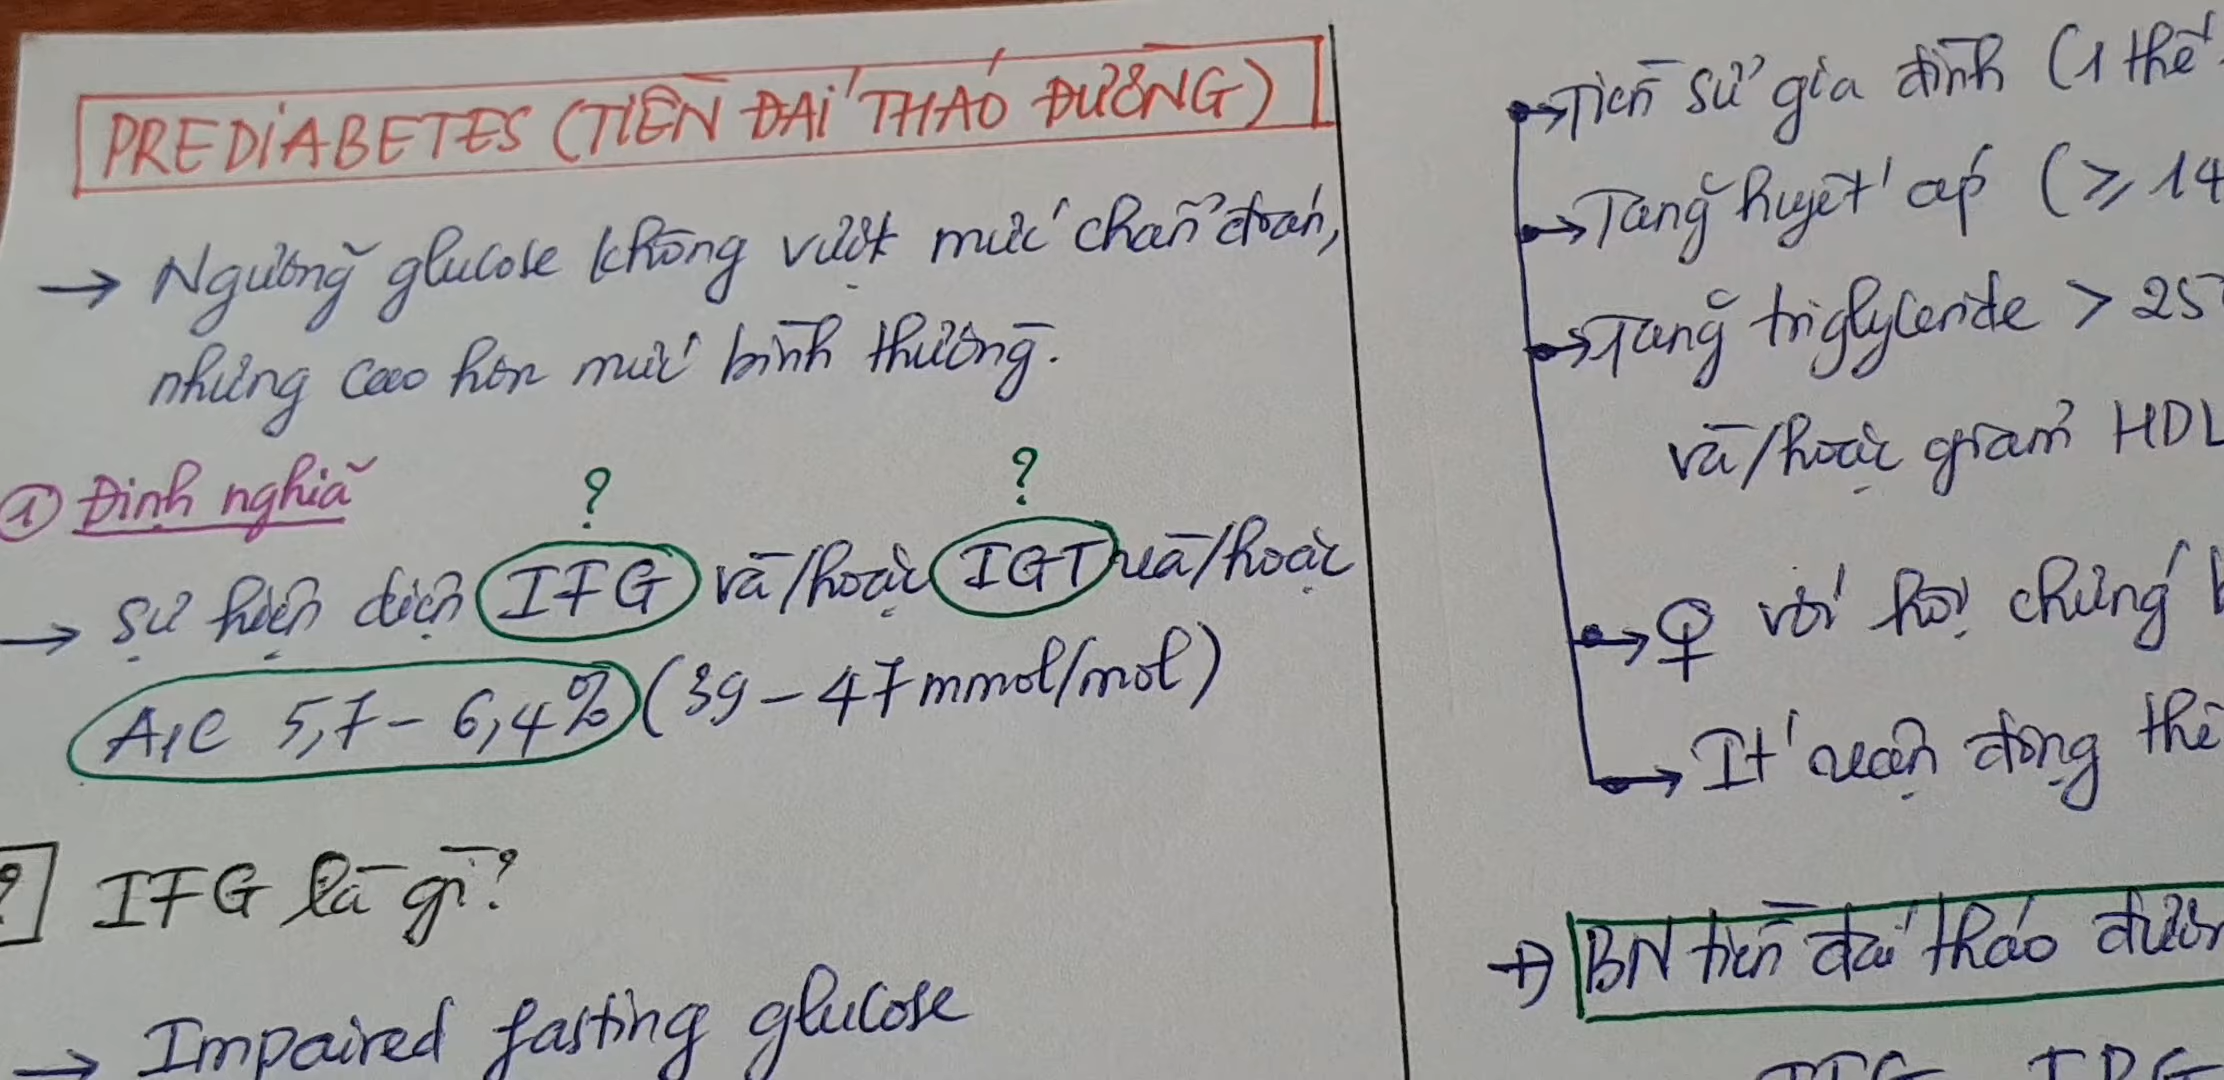 PREDIABETES (TIỀN ĐÁI THÁO ĐƯỜNG)
→ Ngưỡng glucose không vượt mức chẩn đoán,
nhưng cao hơn mức bình thường.
① Định nghĩa
? ?
→ Sự hiện diện IFG và/hoặc IGT và/hoặc
A1C 5,7 - 6,4% (39 - 47 mmol/mol)
? IFG là gì?
→ Impaired fasting glucose
→ Tiền sử gia đình (1 thế
→ Tăng huyết áp (≥ 14
→ Tăng triglyceride > 25
và/hoặc giảm HDL
→ ♀ với hội chứng
→ Ít vận động thể
→ BN tiền đái tháo đườn